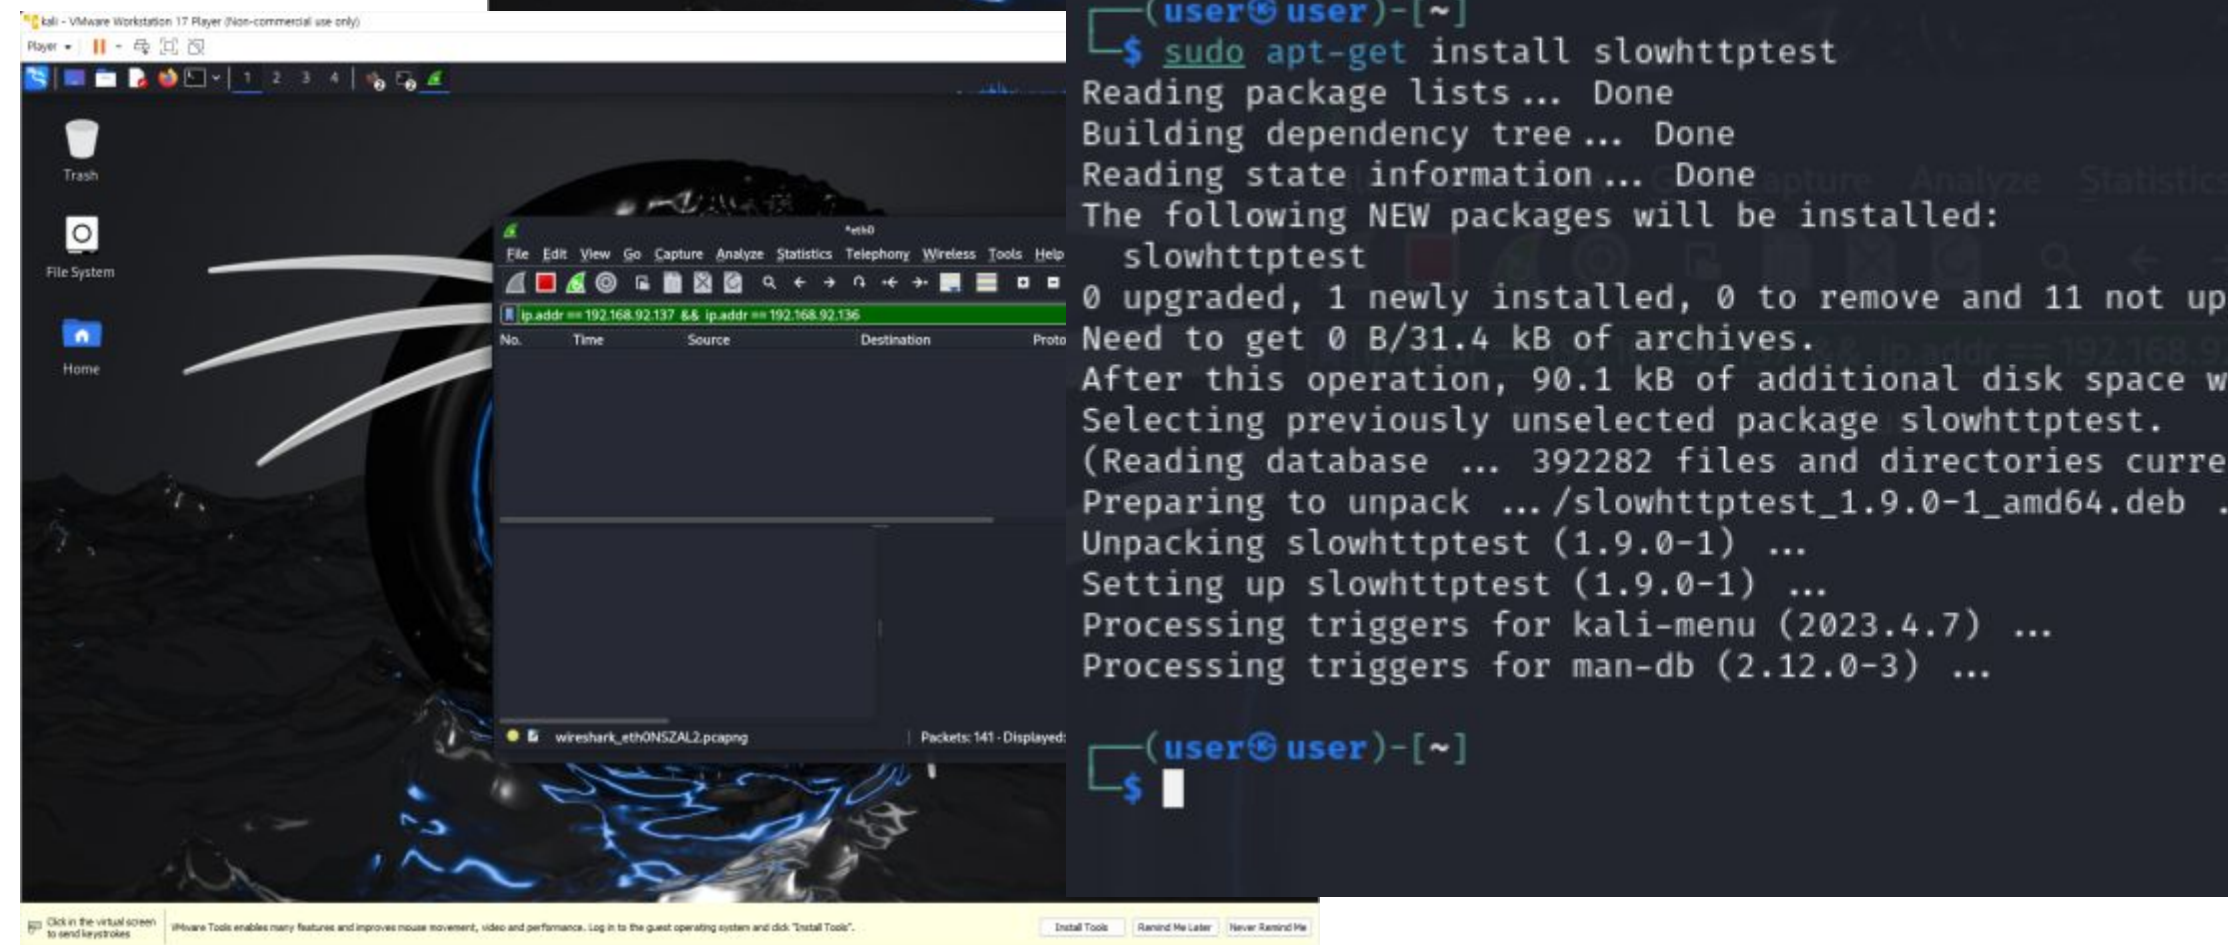 kali - VMware Workstation 17 Player (Non-commercial use only)
Player
1 2 3 4
Trash
File System
Home
*eth0
File Edit View Go Capture Analyze Statistics Telephony Wireless Tools Help
ip.addr == 192.168.92.137 && ip.addr == 192.168.92.136
No. Time Source Destination Proto
wireshark_eth0NSZAL2.pcapng
Packets: 141 · Displayed:
Click in the virtual screen
to send keystrokes
VMware Tools enables many features and improves mouse movement, video and performance. Log in to the guest operating system and click "Install Tools".
Install Tools Remind Me Later Never Remind Me
(user㉿user)-[~]
$ sudo apt-get install slowhttptest
Reading package lists... Done
Building dependency tree... Done
Reading state information... Done
The following NEW packages will be installed:
slowhttptest
0 upgraded, 1 newly installed, 0 to remove and 11 not up
Need to get 0 B/31.4 kB of archives.
After this operation, 90.1 kB of additional disk space w
Selecting previously unselected package slowhttptest.
(Reading database ... 392282 files and directories curre
Preparing to unpack .../slowhttptest_1.9.0-1_amd64.deb .
Unpacking slowhttptest (1.9.0-1) ...
Setting up slowhttptest (1.9.0-1) ...
Processing triggers for kali-menu (2023.4.7) ...
Processing triggers for man-db (2.12.0-3) ...
(user㉿user)-[~]
$